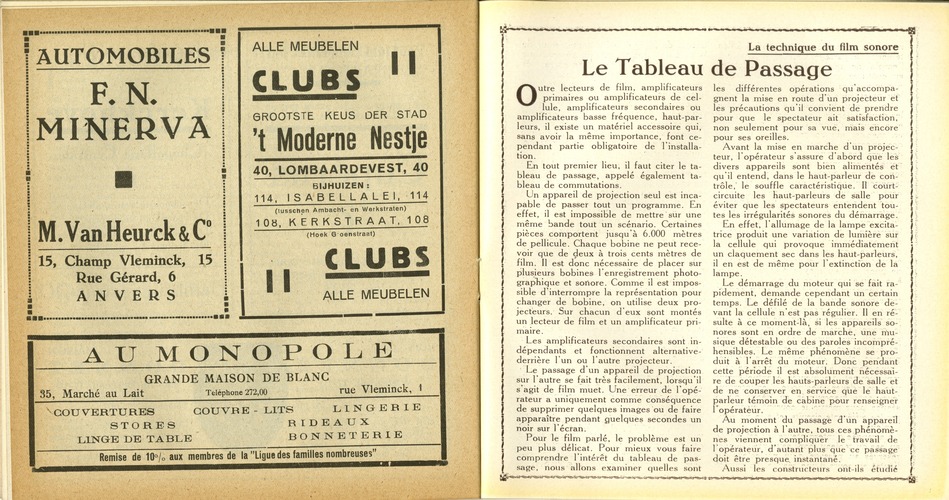 AUTOMOBILES
F. N.
MINERVA
M. Van Heurck & Co
15, Champ Vleminck, 15
Rue Gérard, 6
ANVERS
ALLE MEUBELEN
CLUBS
GROOTSTE KEUS DER STAD
't Moderne Nestje
40, LOMBAARDEVEST, 40
BIJHUIZEN :
114, ISABELLALEI, 114
(tusschen Ambacht- en Werkstraten)
108, KERKSTRAAT, 108
(Hoek G oenstraat)
CLUBS
ALLE MEUBELEN
AU MONOPOLE
GRANDE MAISON DE BLANC
35, Marché au Lait Téléphone 272,00 rue Vleminck, 1
COUVERTURES COUVRE - LITS LINGERIE
STORES RIDEAUX
LINGE DE TABLE BONNETERIE
Remise de 10% aux membres de la "Ligue des familles nombreuses"
La technique du film sonore
Le Tableau de Passage
Outre lecteurs de film, amplificateurs
primaires ou amplificateurs de cel-
lule, amplificateurs secondaires ou
amplificateurs basse fréquence, haut-par-
leurs, il existe un matériel accessoire qui,
sans avoir la même importance, font ce-
pendant partie obligatoire de l'installa-
tion.
En tout premier lieu, il faut citer le ta-
bleau de passage, appelé également ta-
bleau de commutations.
Un appareil de projection seul est inca-
pable de passer tout un programme. En
effet, il est impossible de mettre sur une
même bande tout un scénario. Certaines
pièces comportent jusqu'à 6.000 mètres
de pellicule. Chaque bobine ne peut rece-
voir que de deux à trois cents mètres de
film. Il est donc nécessaire de placer sur
plusieurs bobines l'enregistrement photo-
graphique et sonore. Comme il est impos-
sible d'interrompre la représentation pour
changer de bobine, on utilise deux pro-
jecteurs. Sur chacun d'eux sont montés
un lecteur de film et un amplificateur pri-
maire.
Les amplificateurs secondaires sont in-
dépendants et fonctionnent alternative-
derrière l'un ou l'autre projecteur.
Le passage d'un appareil de projection
sur l'autre se fait très facilement, lorsqu'il
s'agit de film muet. Une erreur de l'opé-
rateur a uniquement comme conséquence
de supprimer quelques images ou de faire
apparaître pendant quelques secondes un
noir sur l'écran.
Pour le film parlé, le problème est un
peu plus délicat. Pour mieux vous faire
comprendre l'intérêt du tableau de pas-
sage, nous allons examiner quelles sont
les différentes opérations qu'accompa-
gnent la mise en route d'un projecteur et
les précautions qu'il convient de prendre
pour que le spectateur ait satisfaction,
non seulement pour sa vue, mais encore
pour ses oreilles.
Avant la mise en marche d'un projec-
teur, l'opérateur s'assure d'abord que les
divers appareils sont bien alimentés et
qu'il entend, dans le haut-parleur de con-
trôle, le souffle caractéristique. Il court-
circuite les haut-parleurs de salle pour
éviter que les spectateurs entendent tou-
tes les irrégularités sonores du démarrage.
En effet, l'allumage de la lampe excita-
trice produit une variation de lumière sur
la cellule qui provoque immédiatement
un claquement sec dans les haut-parleurs,
il en est de même pour l'extinction de la
lampe.
Le démarrage du moteur qui se fait ra-
pidement, demande cependant un certain
temps. Le défilé de la bande sonore de-
vant la cellule n'est pas régulier. Il en ré-
sulte à ce moment-là, si les appareils so-
nores sont en ordre de marche, une mu-
sique détestable ou des paroles incompré-
hensibles. Le même phénomène se pro-
duit à l'arrêt du moteur. Donc pendant
cette période il est absolument nécessai-
re de couper les hauts-parleurs de salle et
de ne conserver en service que le haut-
parleur témoin de cabine pour renseigner
l'opérateur.
Au moment du passage d'un appareil
de projection à l'autre, tous ces phénomè-
nes viennent compliquer le travail de
l'opérateur, d'autant plus que ce passage
doit être presque instantané.
Aussi les constructeurs ont-ils étudié